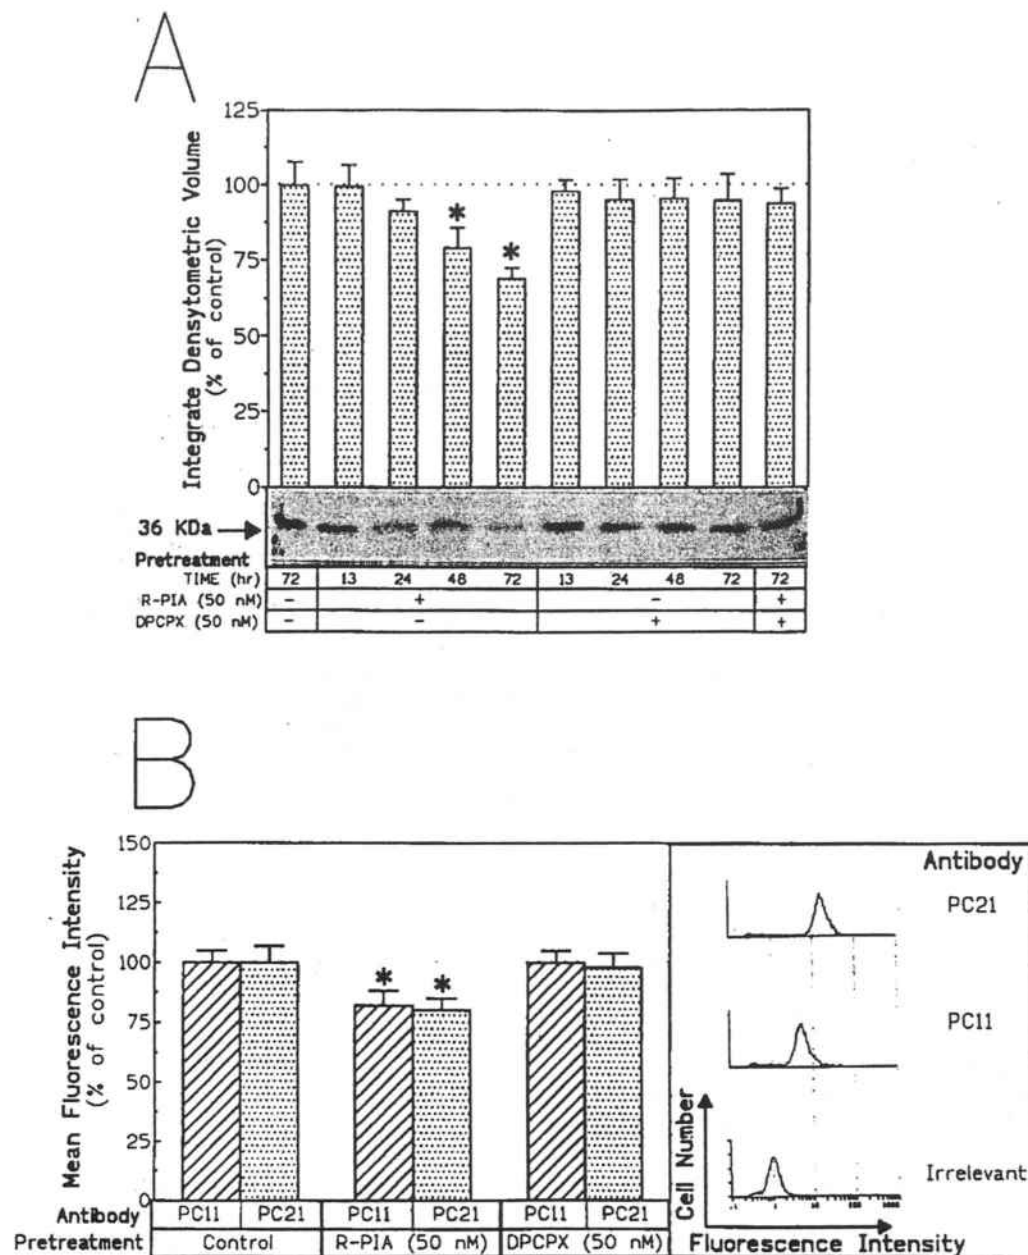 A
Integrate Densytometric Volume
(% of control)
125
100
75
50
25
0
* *
36 KDa
Pretreatment
TIME (hr) 72 13 24 48 72 13 24 48 72 72
R-PIA (50 nM) - + - +
DPCPX (50 nM) - - + +
B
Mean Fluorescence Intensity
(% of control)
150
125
100
75
50
25
0
* *
Antibody PC11 PC21 PC11 PC21 PC11 PC21
Pretreatment Control R-PIA (50 nM) DPCPX (50 nM)
Antibody
PC21
PC11
Irrelevant
Cell Number
Fluorescence Intensity